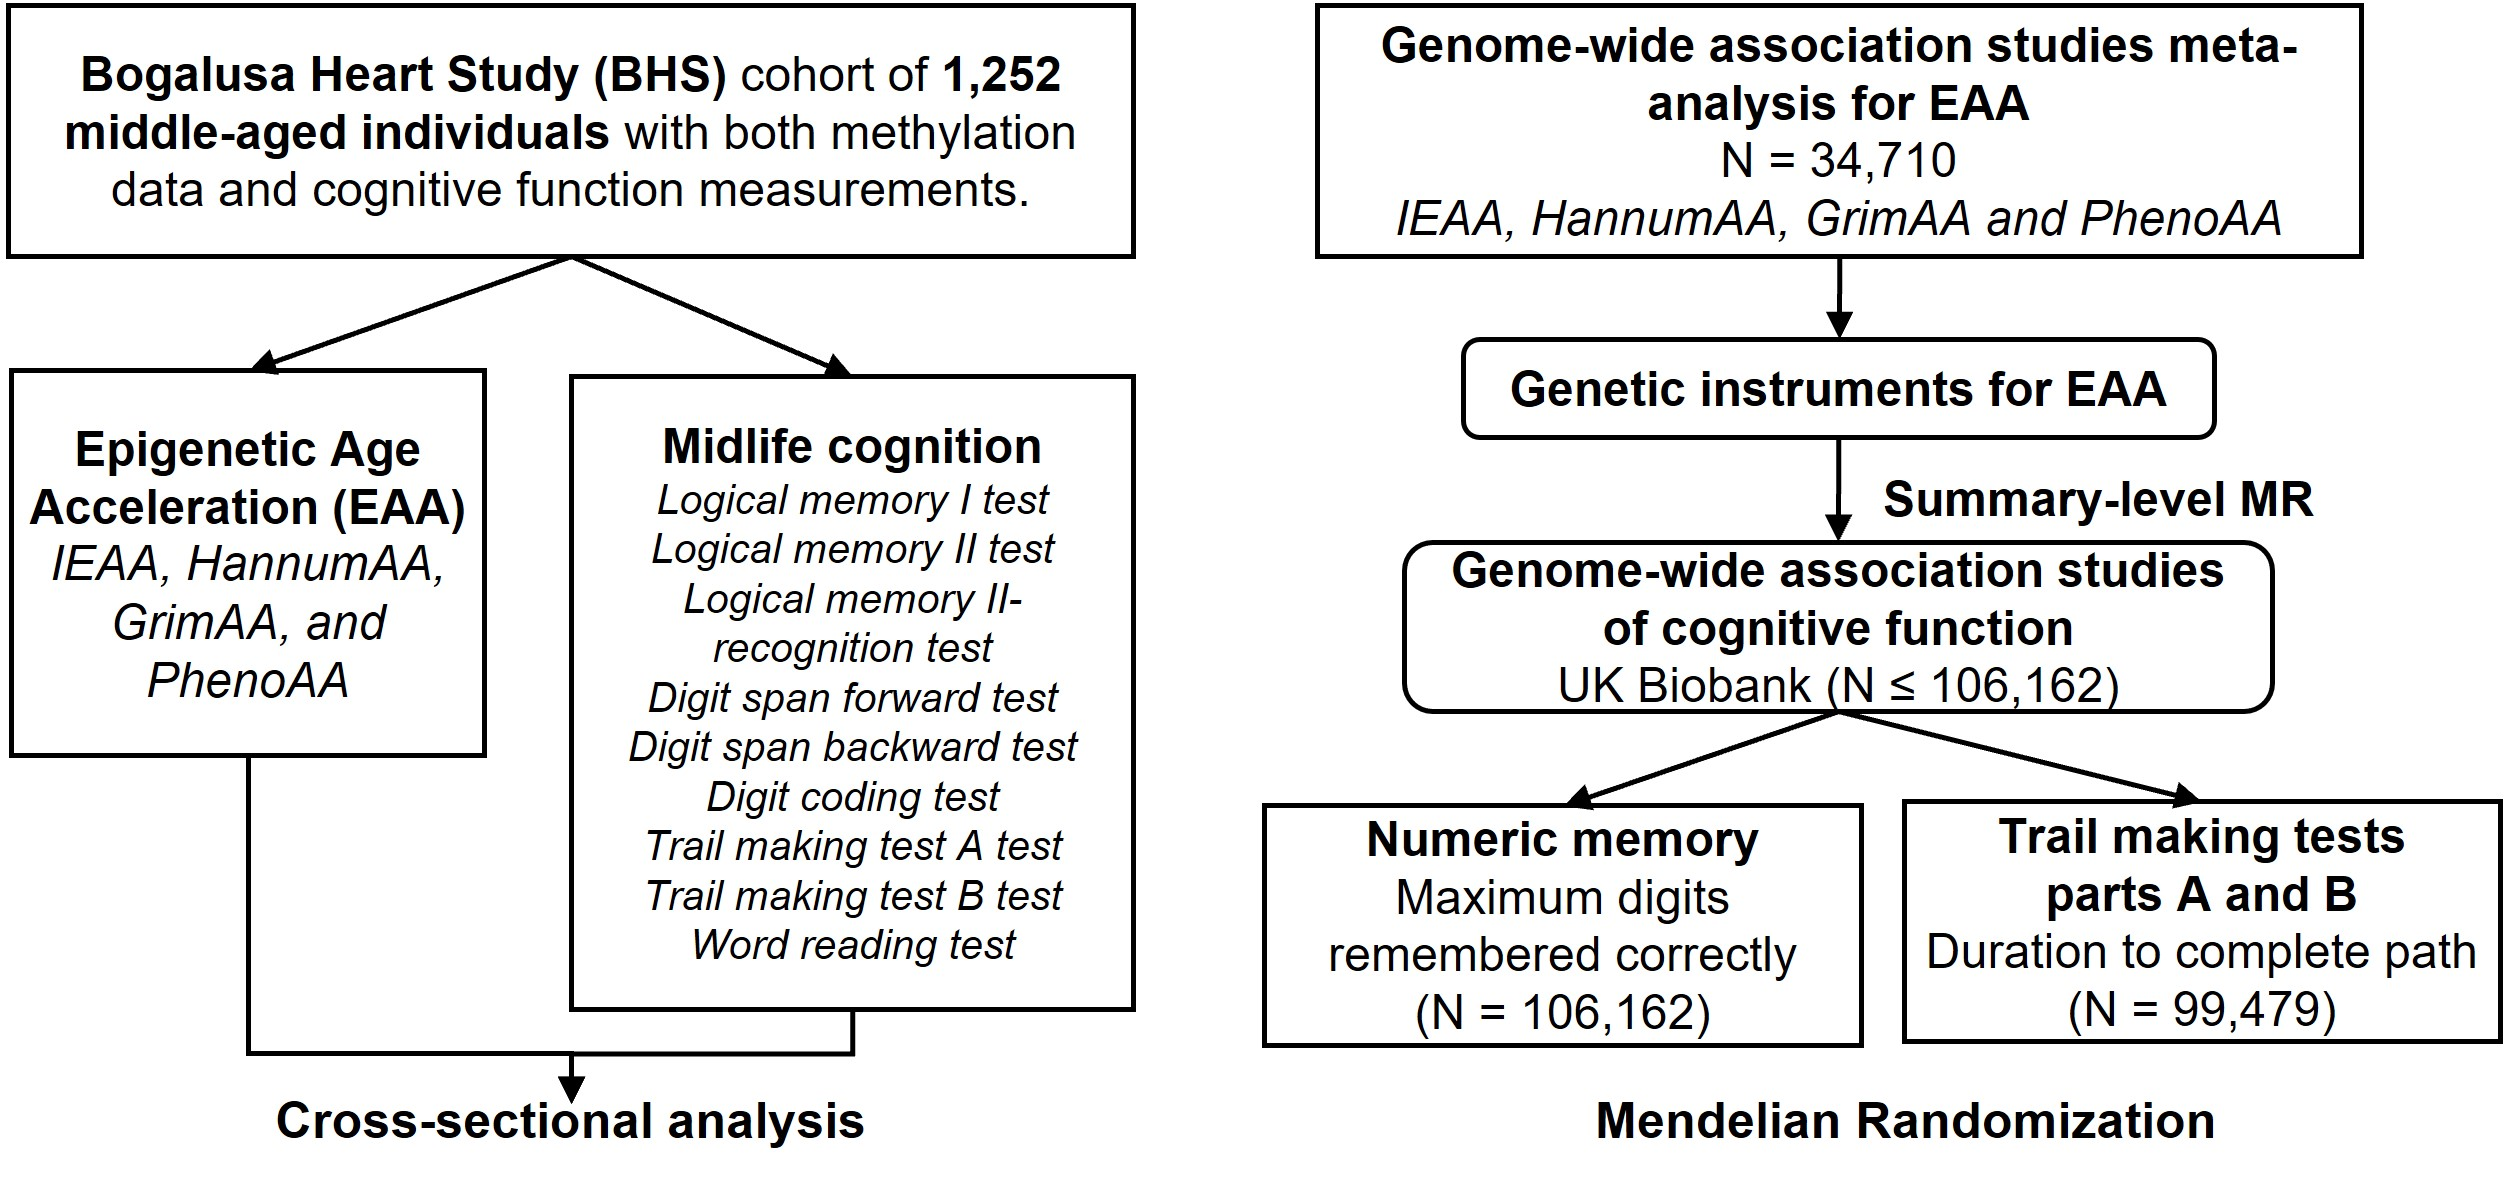 Bogalusa Heart Study (BHS) cohort of 1,252
middle-aged individuals with both methylation
data and cognitive function measurements.
Epigenetic Age
Acceleration (EAA)
IEAA, HannumAA,
GrimAA, and
PhenoAA
Midlife cognition
Logical memory I test
Logical memory II test
Logical memory II-
recognition test
Digit span forward test
Digit span backward test
Digit coding test
Trail making test A test
Trail making test B test
Word reading test
Cross-sectional analysis
Genome-wide association studies meta-
analysis for EAA
N = 34,710
IEAA, HannumAA, GrimAA and PhenoAA
Genetic instruments for EAA
Summary-level MR
Genome-wide association studies
of cognitive function
UK Biobank (N ≤ 106,162)
Numeric memory
Maximum digits
remembered correctly
(N = 106,162)
Trail making tests
parts A and B
Duration to complete path
(N = 99,479)
Mendelian Randomization